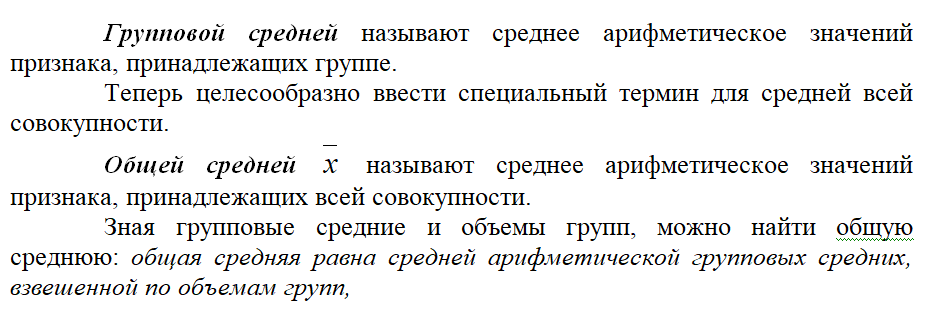 Групповой средней называют среднее арифметическое значений
признака, принадлежащих группе.
Теперь целесообразно ввести специальный термин для средней всей
совокупности.
Общей средней x̅ называют среднее арифметическое значений
признака, принадлежащих всей совокупности.
Зная групповые средние и объемы групп, можно найти общую
среднюю: общая средняя равна средней арифметической групповых средних,
взвешенной по объемам групп,